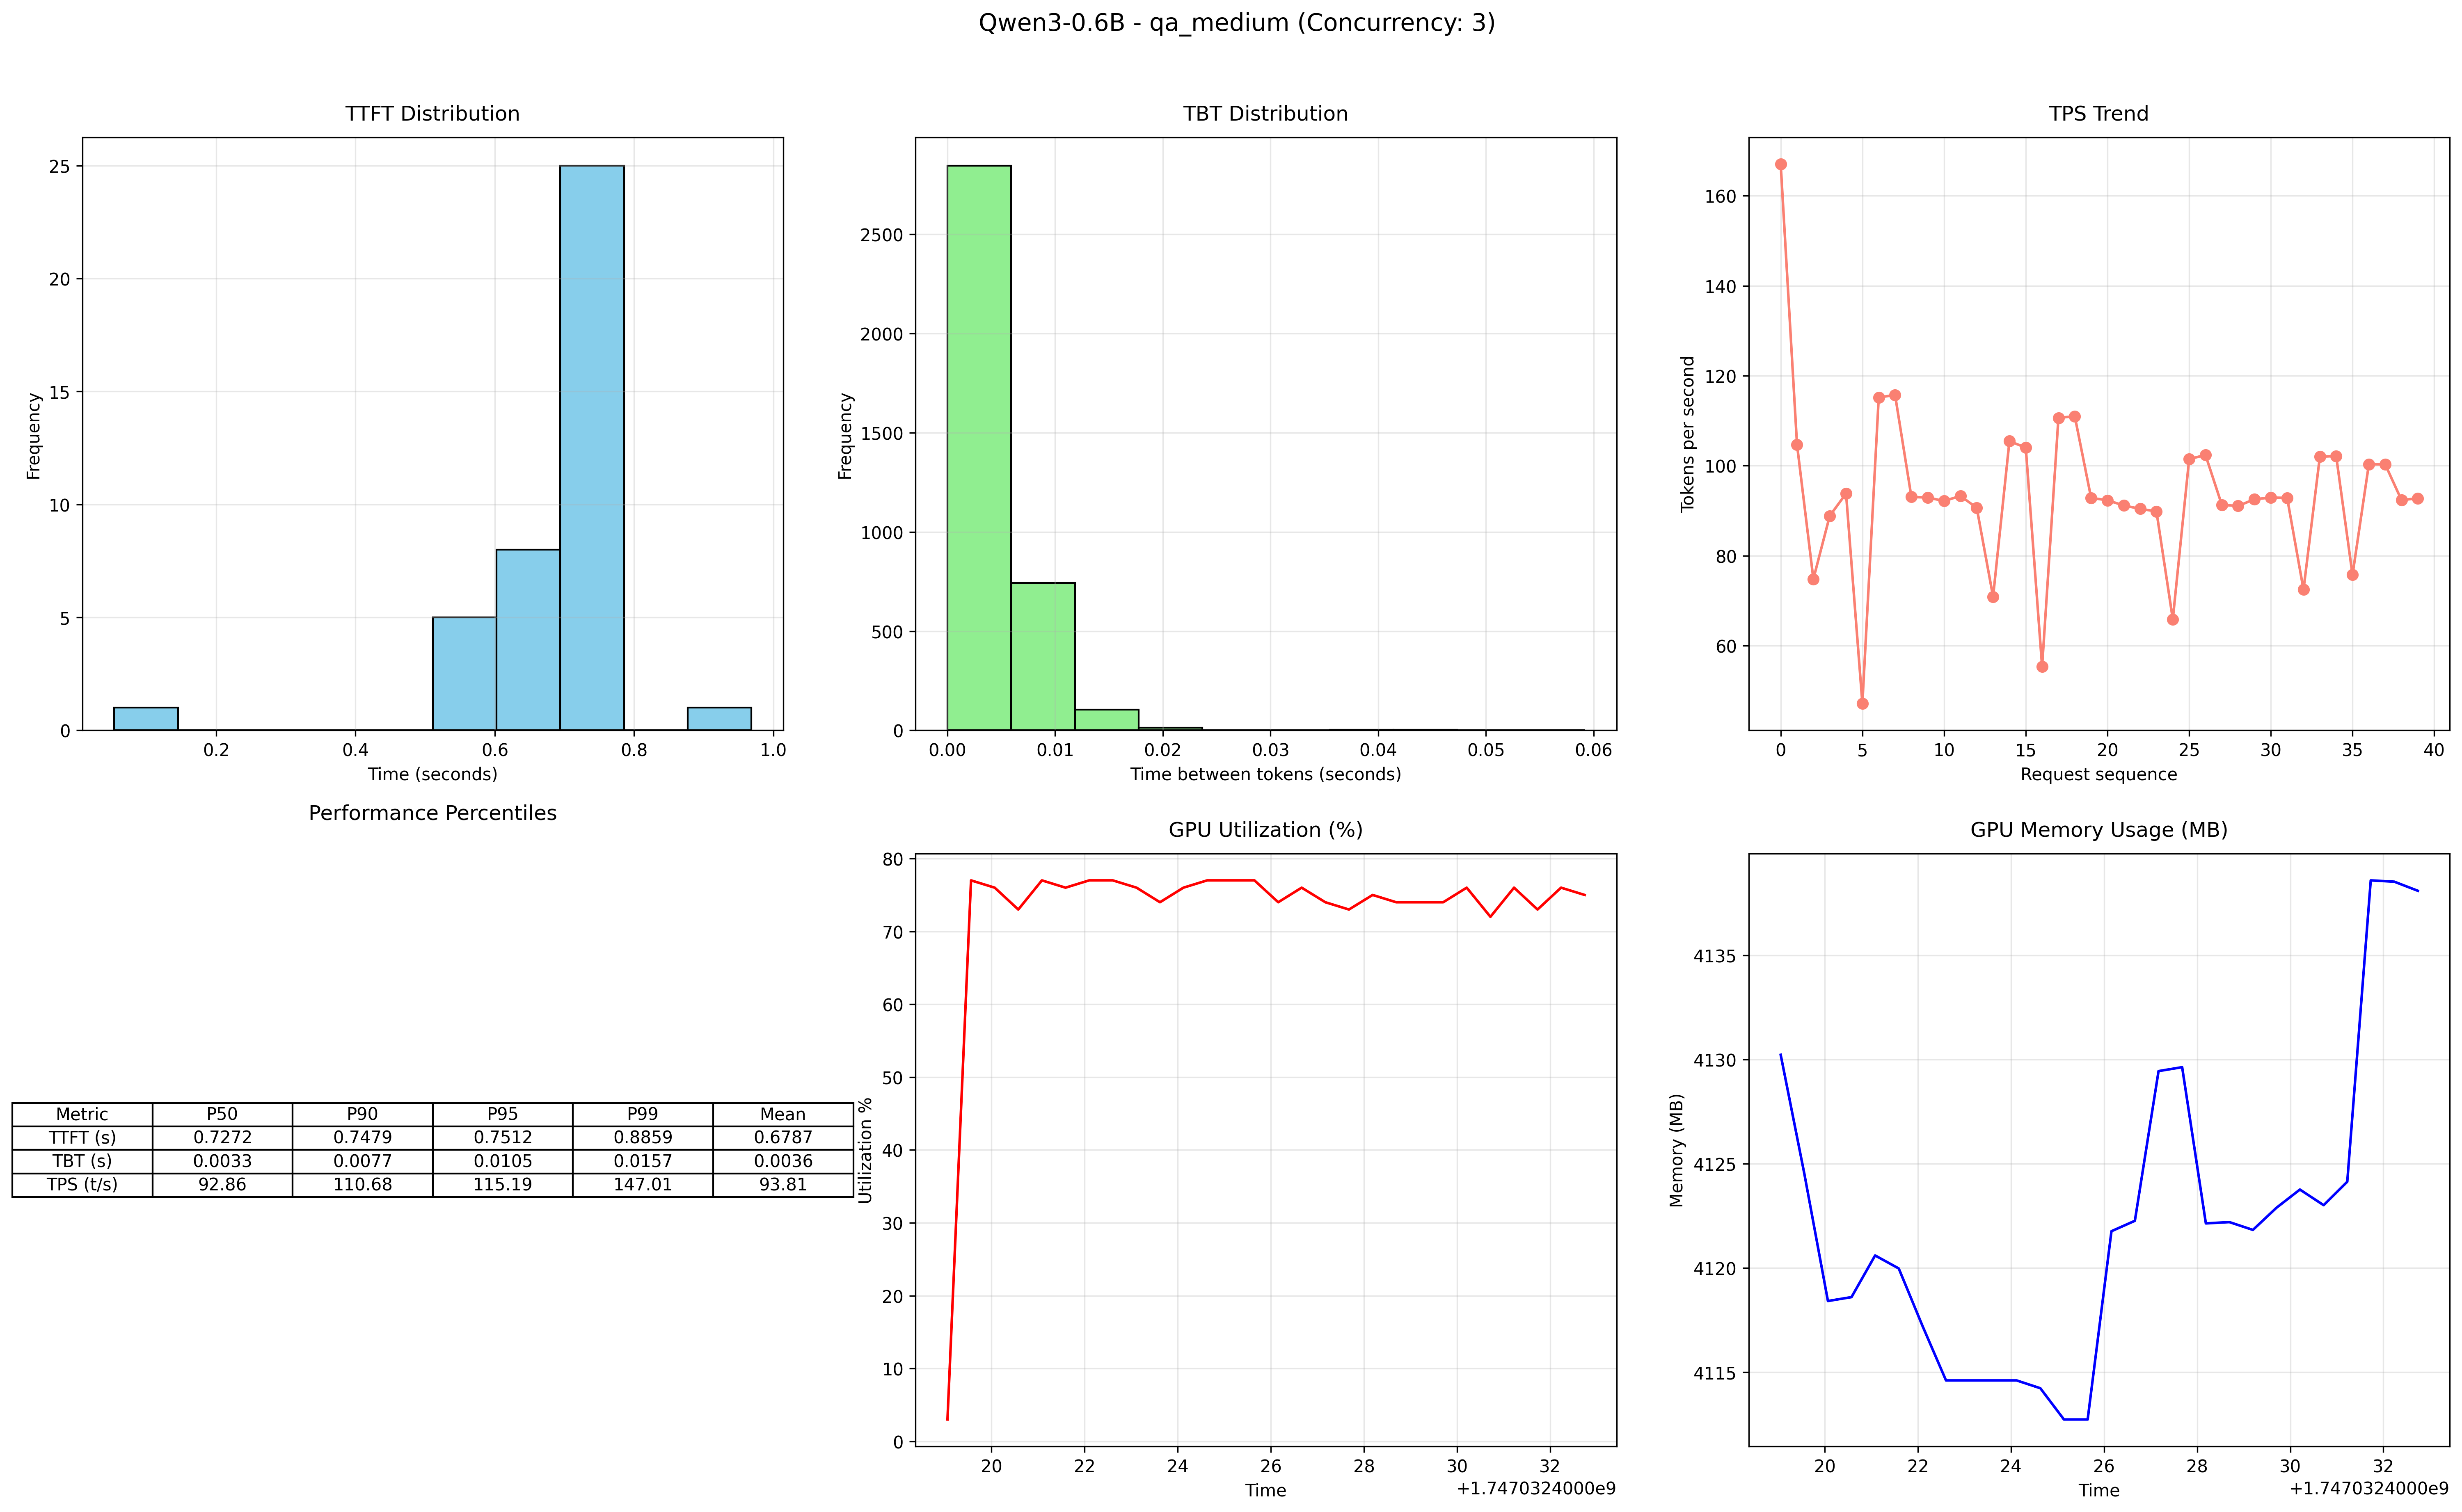 Qwen3-0.6B - qa_medium (Concurrency: 3)
TTFT Distribution
Frequency
25
20
15
10
5
0
0.2 0.4 0.6 0.8 1.0
Time (seconds)
TBT Distribution
Frequency
2500
2000
1500
1000
500
0
0.00 0.01 0.02 0.03 0.04 0.05 0.06
Time between tokens (seconds)
TPS Trend
Tokens per second
160
140
120
100
80
60
0 5 10 15 20 25 30 35 40
Request sequence
Performance Percentiles
Metric P50 P90 P95 P99 Mean
TTFT (s) 0.7272 0.7479 0.7512 0.8859 0.6787
TBT (s) 0.0033 0.0077 0.0105 0.0157 0.0036
TPS (t/s) 92.86 110.68 115.19 147.01 93.81
GPU Utilization (%)
Utilization %
80
70
60
50
40
30
20
10
0
20 22 24 26 28 30 32
Time
+1.7470324000e9
GPU Memory Usage (MB)
Memory (MB)
4135
4130
4125
4120
4115
20 22 24 26 28 30 32
Time
+1.7470324000e9